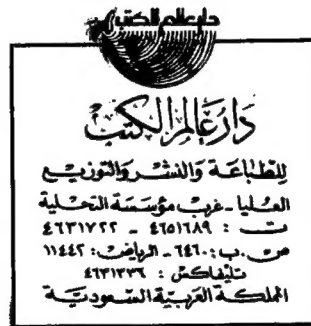 دار عالم الكتب
دار عالم الكتب
للطباعة والنشر والتوزيع
العليا - غرب مؤسسة التحلية
ت : ٤٦٥١٦٨٩ - ٤٦٣١٧٢٢
ص . ب : ٦٤٦٠ - الرياض : ١١٤٤٢
تليفاكس : ٤٦٣١٣٣٦
المملكة العربية السعودية